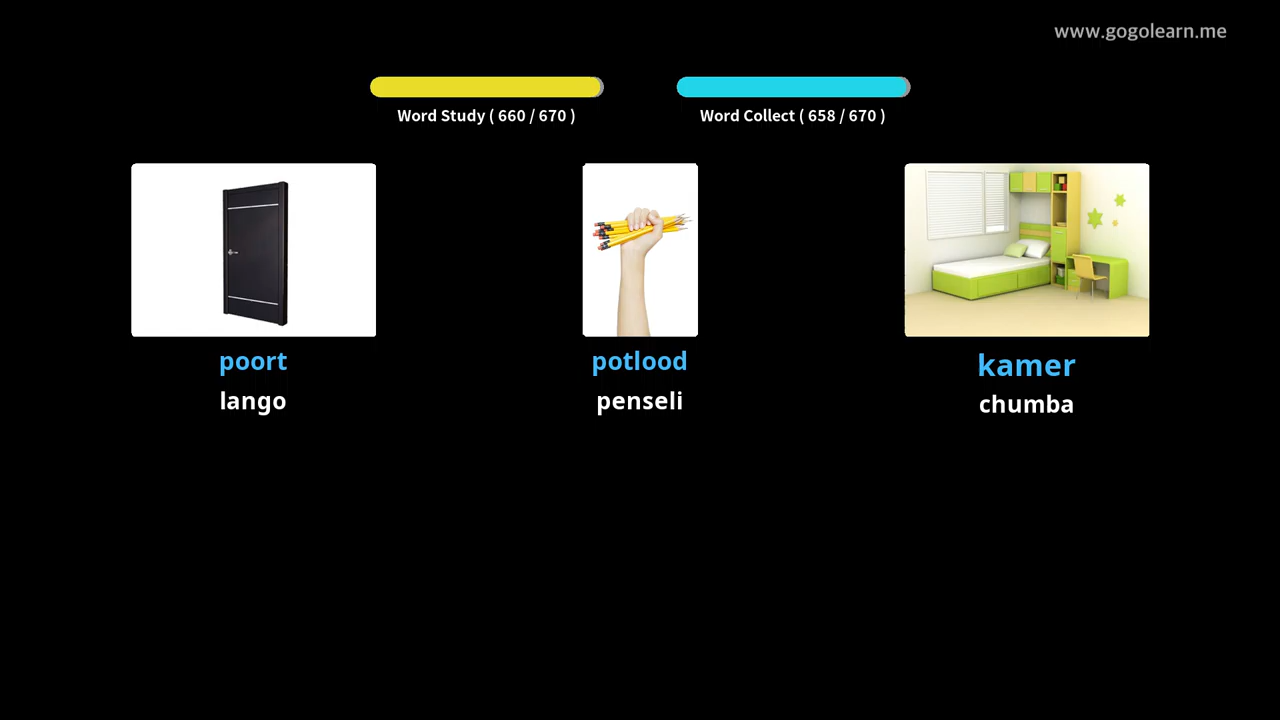 www.gogolearn.me
Word Study ( 660 / 670 )
Word Collect ( 658 / 670 )
poort
potlood
kamer
lango
penseli
chumba